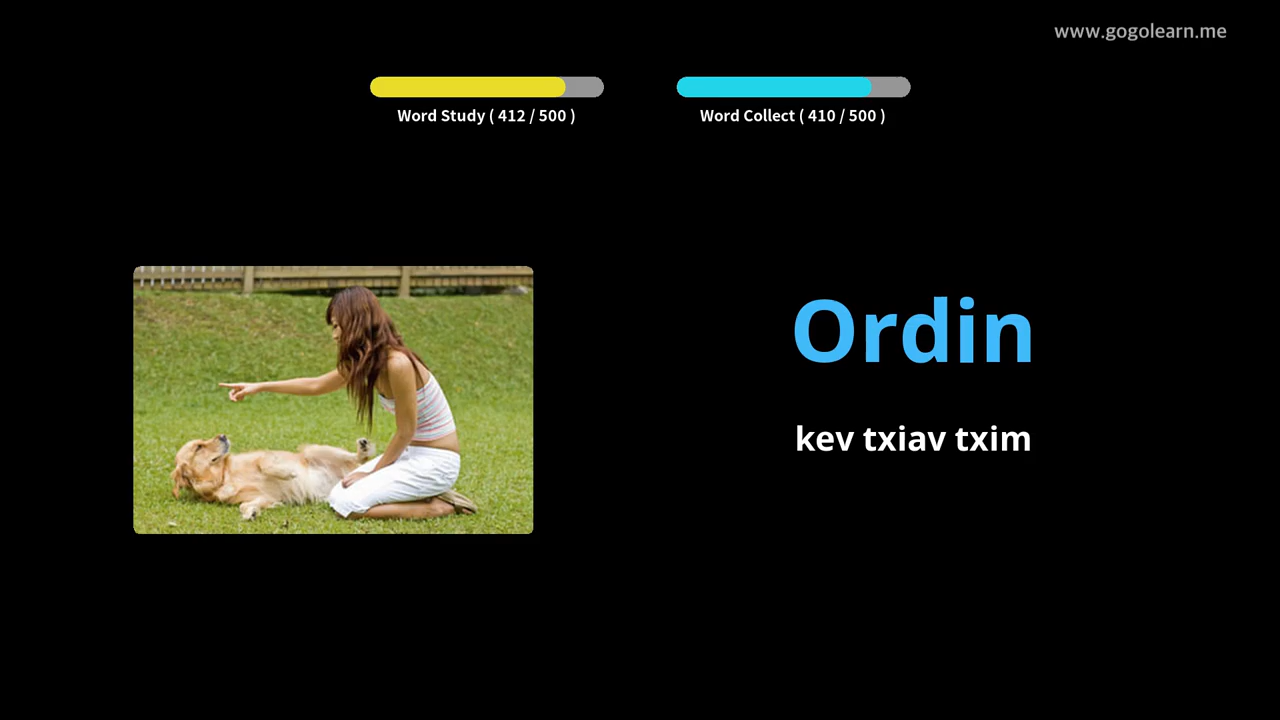 www.gogolearn.me
Word Study ( 412 / 500 )
Word Collect ( 410 / 500 )
Ordin
kev txiav txim